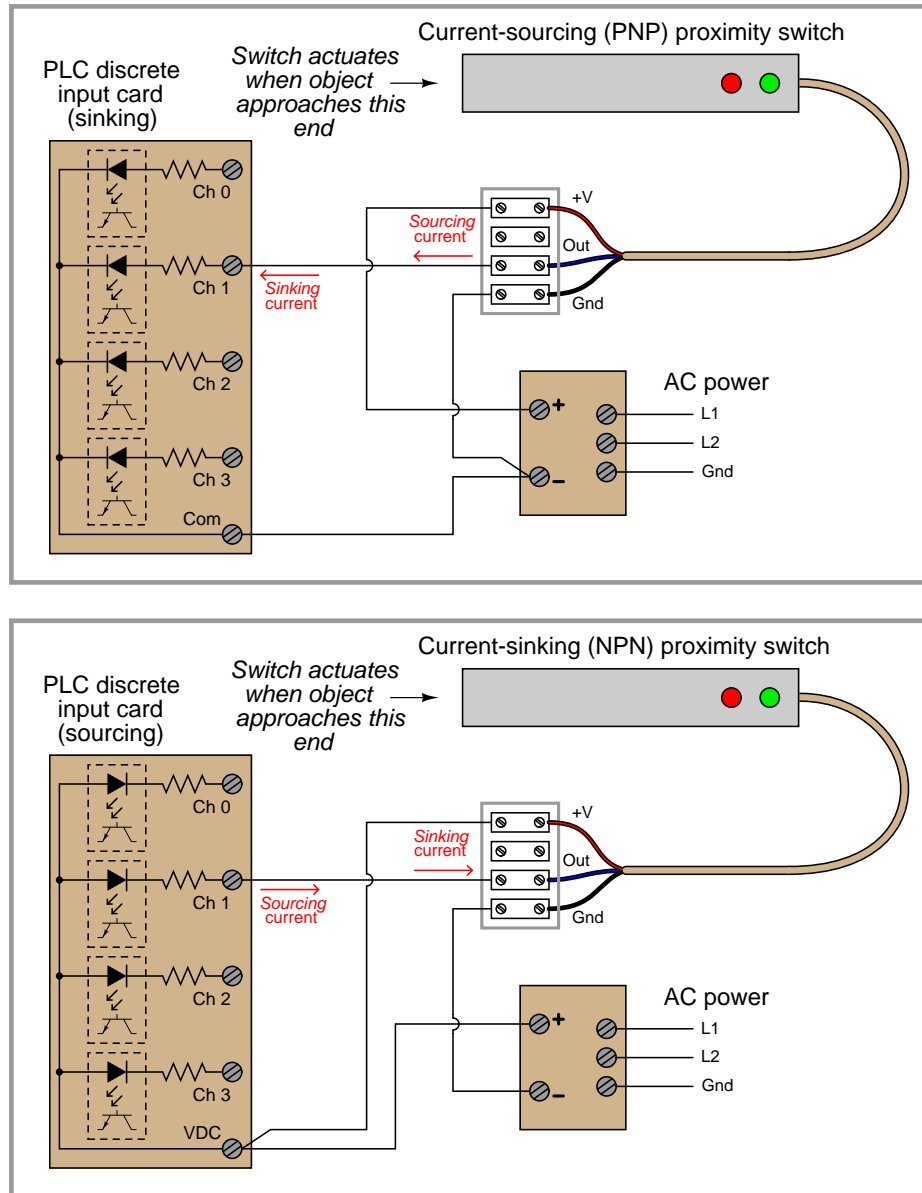 Current-sourcing (PNP) proximity switch
Switch actuates
when object
approaches this
end
PLC discrete
input card
(sinking)
Ch 0
Ch 1
Ch 2
Ch 3
Com
Sourcing
current
Sinking
current
+V
Out
Gnd
+
–
AC power
L1
L2
Gnd
Current-sinking (NPN) proximity switch
Switch actuates
when object
approaches this
end
PLC discrete
input card
(sourcing)
Ch 0
Ch 1
Ch 2
Ch 3
VDC
Sinking
current
Sourcing
current
+V
Out
Gnd
+
–
AC power
L1
L2
Gnd